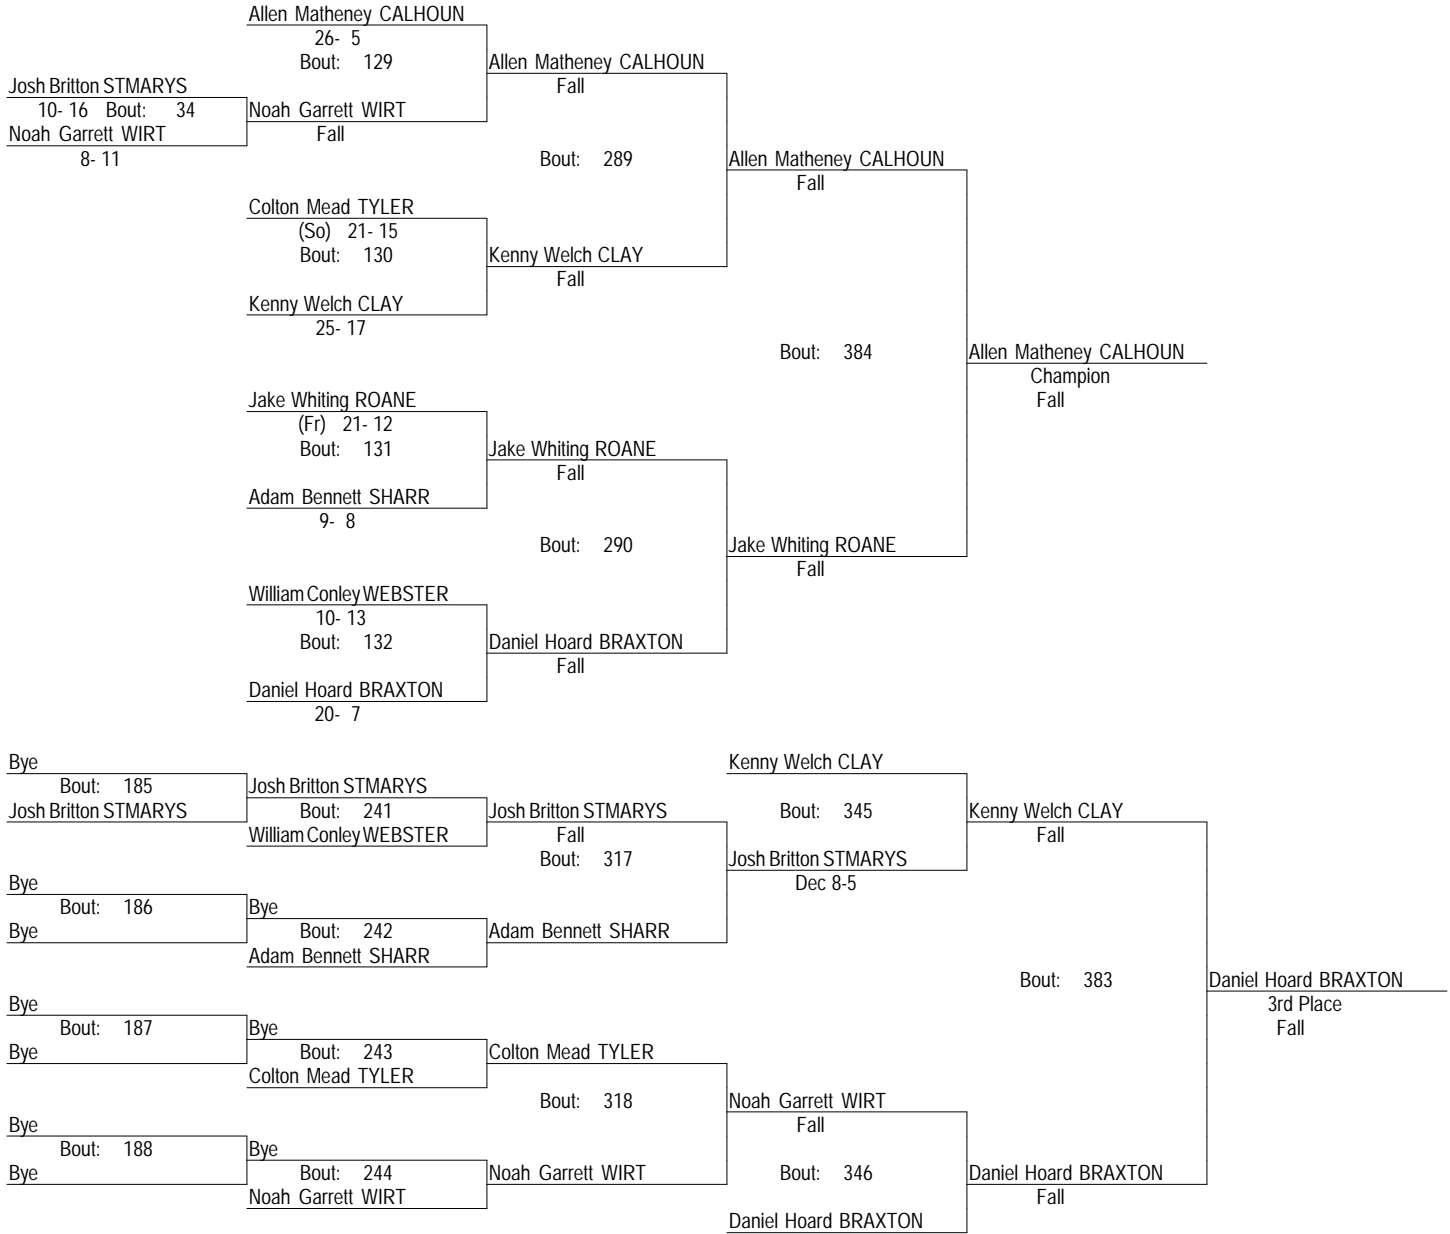 Allen Matheney CALHOUN
26- 5
Bout: 129
Allen Matheney CALHOUN
Fall
Josh Britton STMARYS
10- 16 Bout: 34
Noah Garrett WIRT
8- 11
Noah Garrett WIRT
Fall
Bout: 289
Allen Matheney CALHOUN
Fall
Colton Mead TYLER
(So) 21- 15
Bout: 130
Kenny Welch CLAY
Fall
Kenny Welch CLAY
25- 17
Bout: 384
Allen Matheney CALHOUN
Champion
Fall
Jake Whiting ROANE
(Fr) 21- 12
Bout: 131
Jake Whiting ROANE
Fall
Adam Bennett SHARR
9- 8
Bout: 290
Jake Whiting ROANE
Fall
William Conley WEBSTER
10- 13
Bout: 132
Daniel Hoard BRAXTON
Fall
Daniel Hoard BRAXTON
20- 7
Bye
Bout: 185
Josh Britton STMARYS
Josh Britton STMARYS
Bout: 241
William Conley WEBSTER
Josh Britton STMARYS
Fall
Bout: 317
Kenny Welch CLAY
Bout: 345
Josh Britton STMARYS
Dec 8-5
Kenny Welch CLAY
Fall
Bye
Bout: 186
Bye
Bye
Bout: 242
Adam Bennett SHARR
Adam Bennett SHARR
Bout: 383
Daniel Hoard BRAXTON
3rd Place
Fall
Bye
Bout: 187
Bye
Bye
Bout: 243
Colton Mead TYLER
Colton Mead TYLER
Bout: 318
Noah Garrett WIRT
Fall
Bye
Bout: 188
Bye
Bye
Bout: 244
Noah Garrett WIRT
Noah Garrett WIRT
Bout: 346
Daniel Hoard BRAXTON
Daniel Hoard BRAXTON
Fall